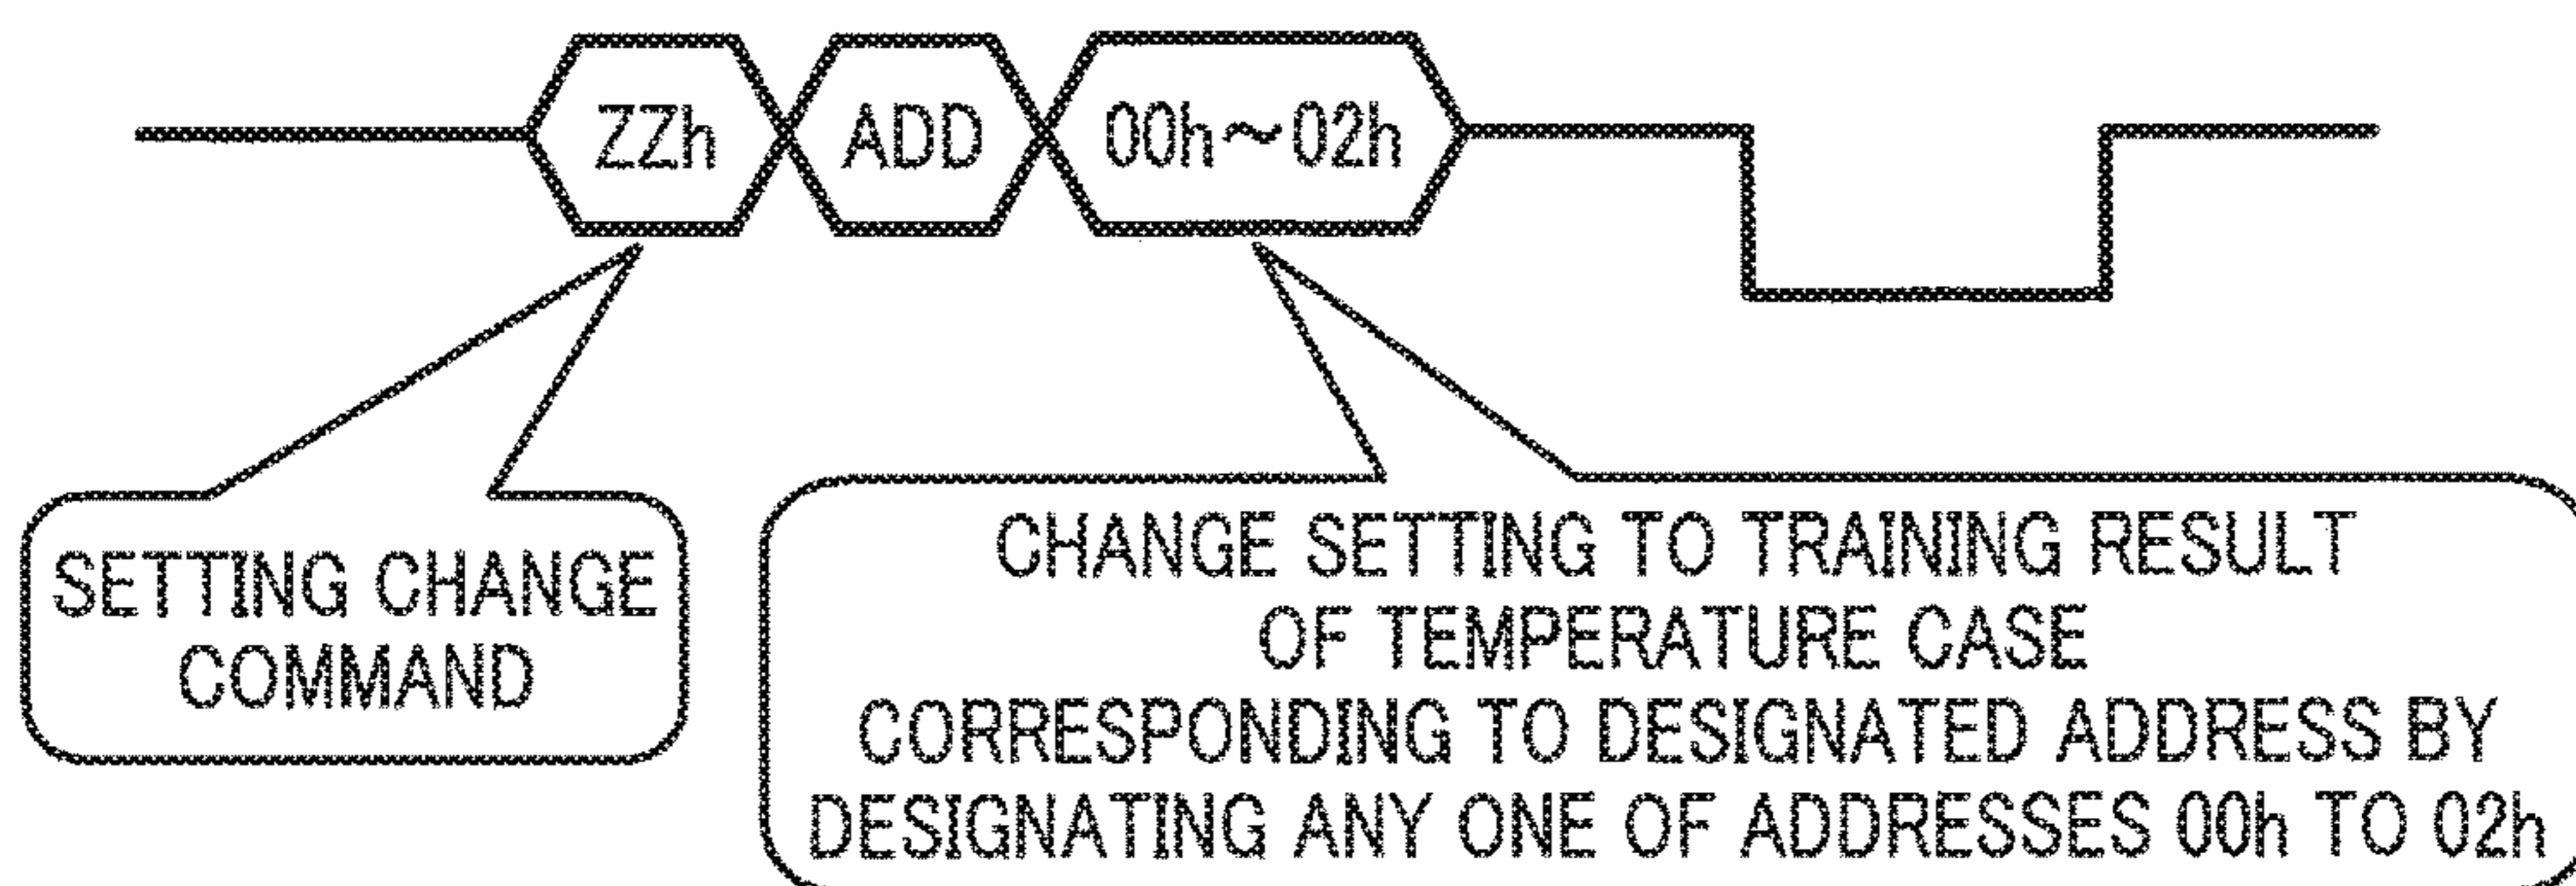 ZZh ADD 00h~02h
SETTING CHANGE
COMMAND
CHANGE SETTING TO TRAINING RESULT
OF TEMPERATURE CASE
CORRESPONDING TO DESIGNATED ADDRESS BY
DESIGNATING ANY ONE OF ADDRESSES 00h TO 02h